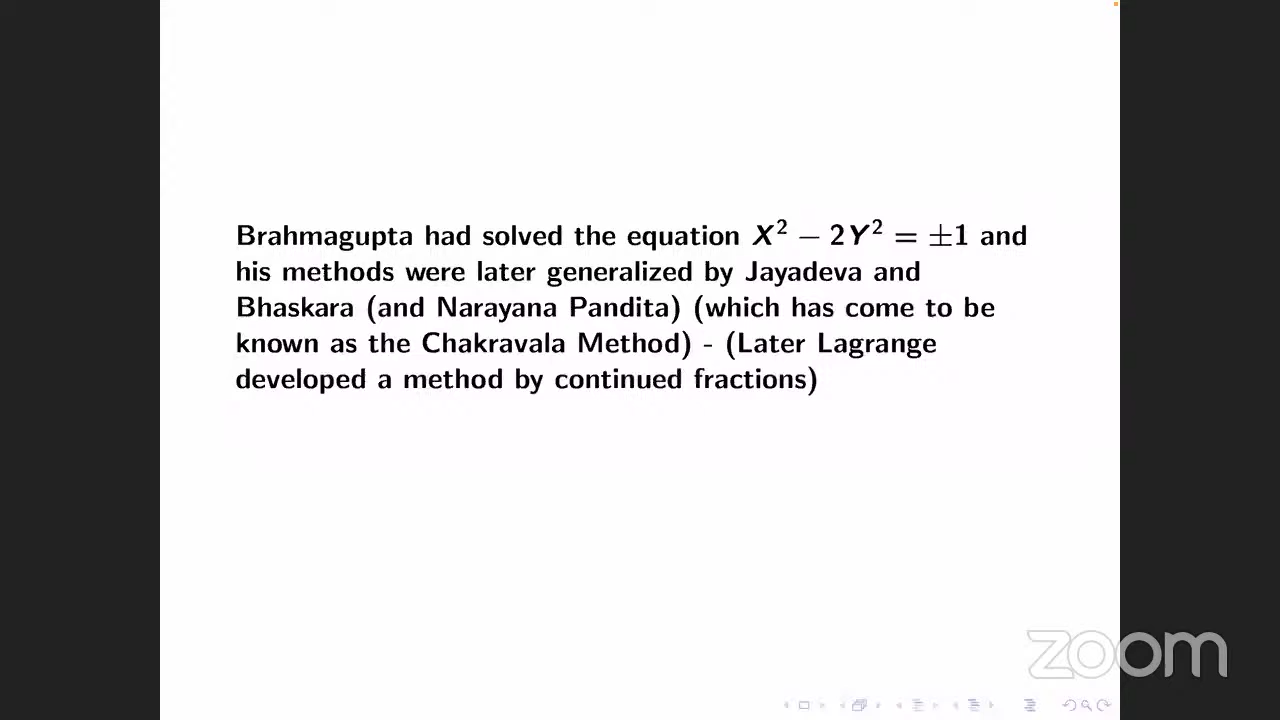 Brahmagupta had solved the equation X² − 2Y² = ±1 and
his methods were later generalized by Jayadeva and
Bhaskara (and Narayana Pandita) (which has come to be
known as the Chakravala Method) - (Later Lagrange
developed a method by continued fractions)
zoom